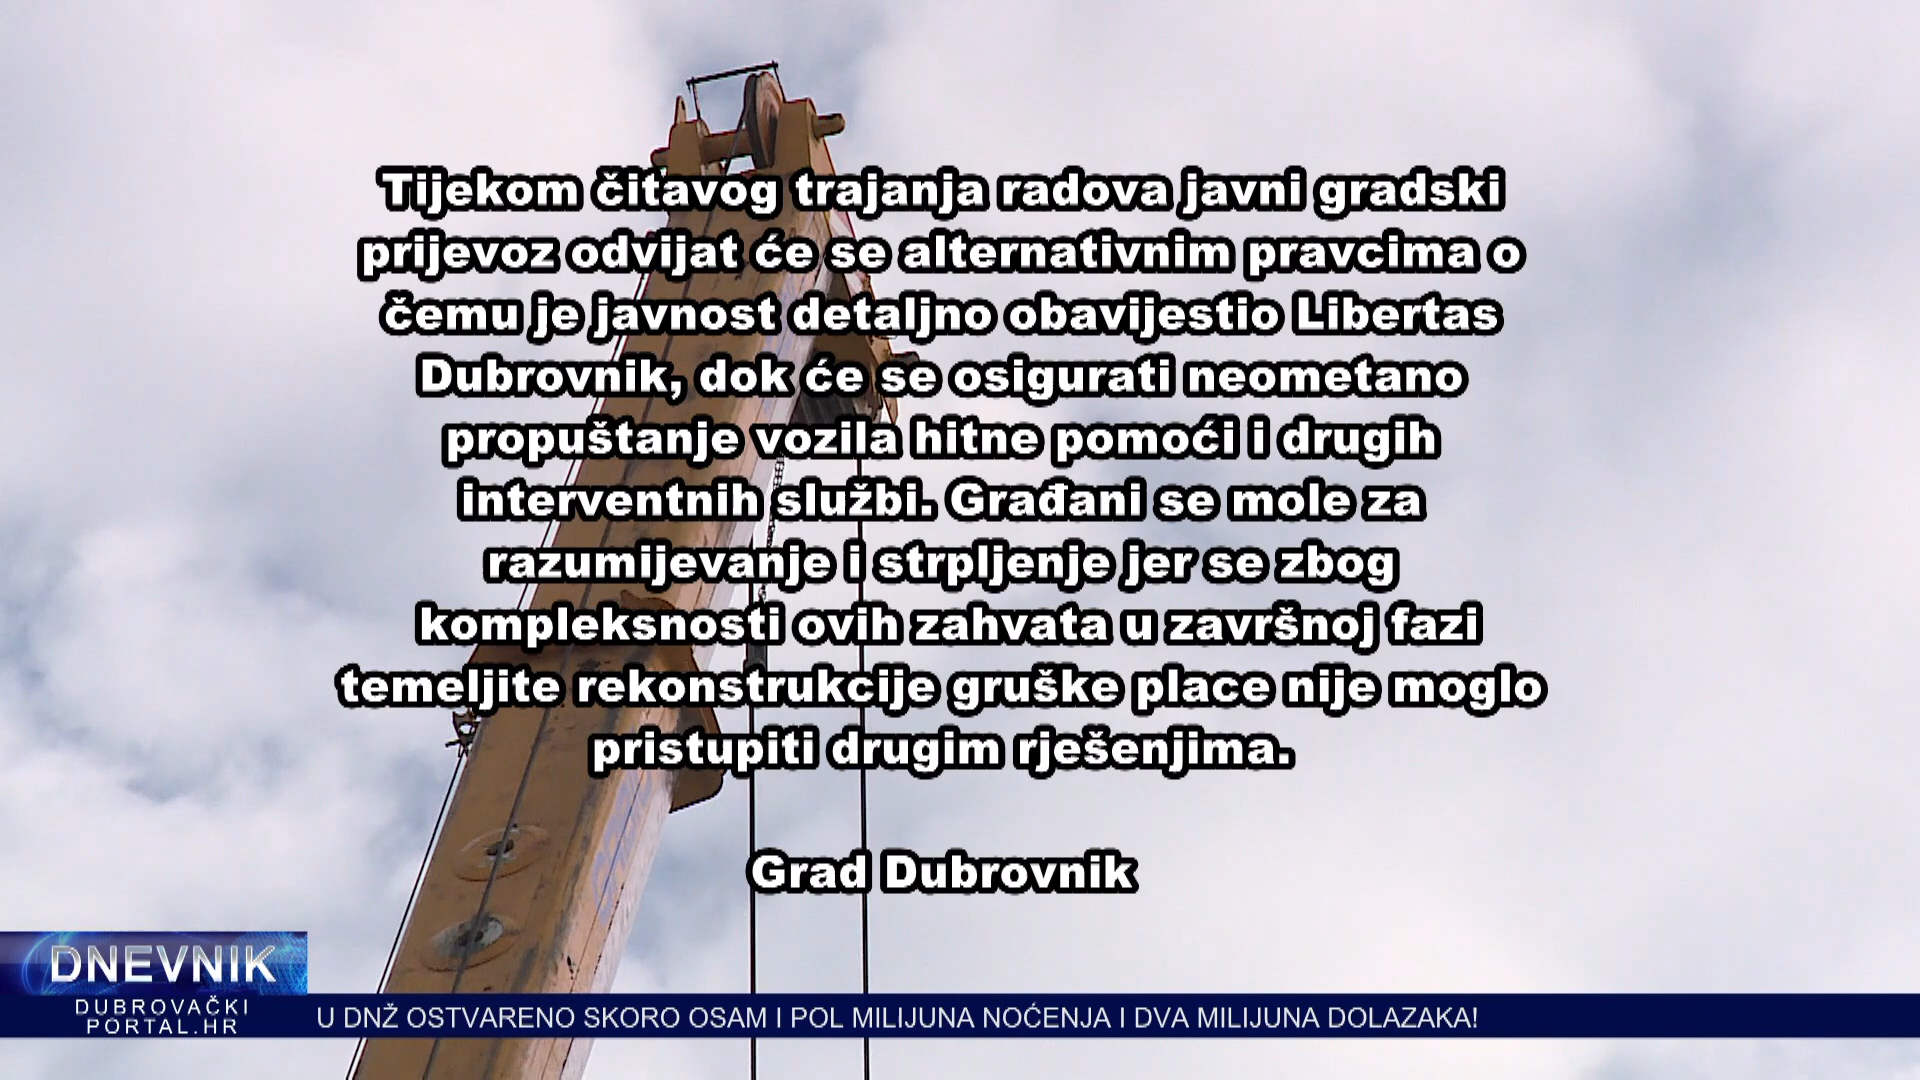 Tijekom čitavog trajanja radova javni gradski
prijevoz odvijat će se alternativnim pravcima o
čemu je javnost detaljno obavijestio Libertas
Dubrovnik, dok će se osigurati neometano
propuštanje vozila hitne pomoći i drugih
interventnih službi. Građani se mole za
razumijevanje i strpljenje jer se zbog
kompleksnosti ovih zahvata u završnoj fazi
temeljite rekonstrukcije gruške place nije moglo
pristupiti drugim rješenjima.
Grad Dubrovnik
DNEVNIK
DUBROVAČKI
PORTAL.HR
U DNŽ OSTVARENO SKORO OSAM I POL MILIJUNA NOĆENJA I DVA MILIJUNA DOLAZAKA!